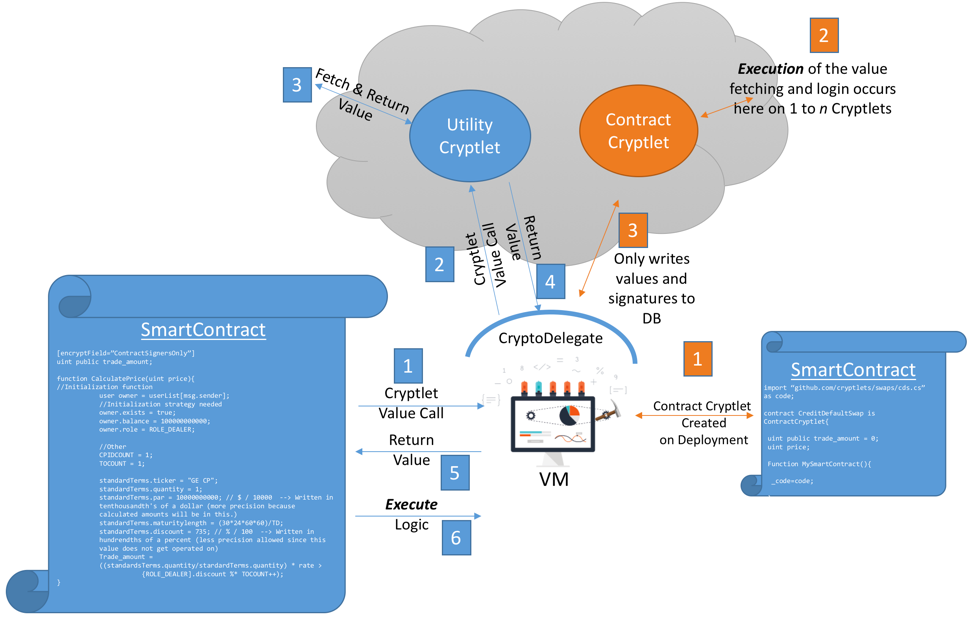 2
Execution of the value
fetching and login occurs
here on 1 to n Cryptlets
3
Fetch & Return
Value
Utility
Cryptlet
Contract
Cryptlet
2
Cryptlet
Value Call
Return
Value
4
3
Only writes
values and
signatures to
DB
SmartContract
[encryptField="ContractSignersOnly"]
uint public trade_amount;
function CalculatePrice(uint price){
//Initialization function
user owner = userList[msg.sender];
//Initialization strategy needed
owner.exists = true;
owner.balance = 100000000000;
owner.role = ROLE_DEALER;
//Other
CPIDCOUNT = 1;
TOCOUNT = 1;
standardTerms.ticker = "GE CP";
standardTerms.quantity = 1;
standardTerms.par = 10000000000; // $ / 10000  --> Written in
tenthousandth's of a dollar (more precision because
calculated amounts will be in this.)
standardTerms.maturitylength = (30*24*60*60)/TD;
standardTerms.discount = 735; // % / 100  --> Written in
hundrendths of a percent (less precision allowed since this
value does not get operated on)
Trade_amount =
((standardsTerms.quantity/stardardTerms.quantity) * rate >
(ROLE_DEALER].discount %* TOCOUNT++);
}
CryptoDelegate
1
Cryptlet
Value Call
Return
Value
5
Execute
Logic
6
VM
1
Contract Cryptlet
Created
on Deployment
SmartContract
import "github.com/cryptlets/swaps/cds.cs"
as code;
contract CreditDefaultSwap is
ContractCryptlet{
uint public trade_amount = 0;
uint price;
Function MySmartContract(){
_code=code;